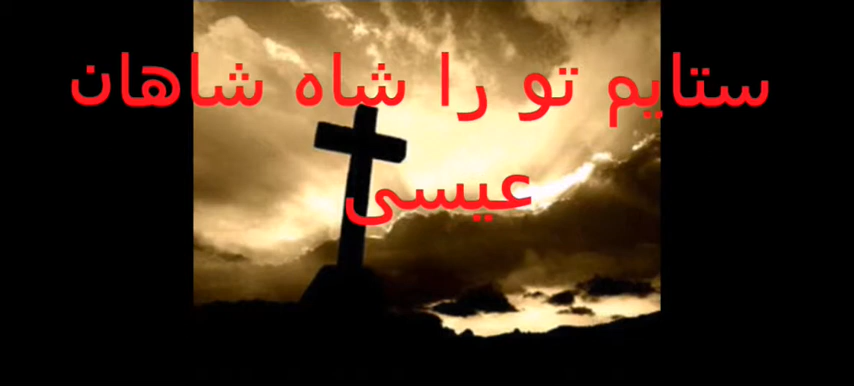 ستایم تو را شاه شاهان
عیسی